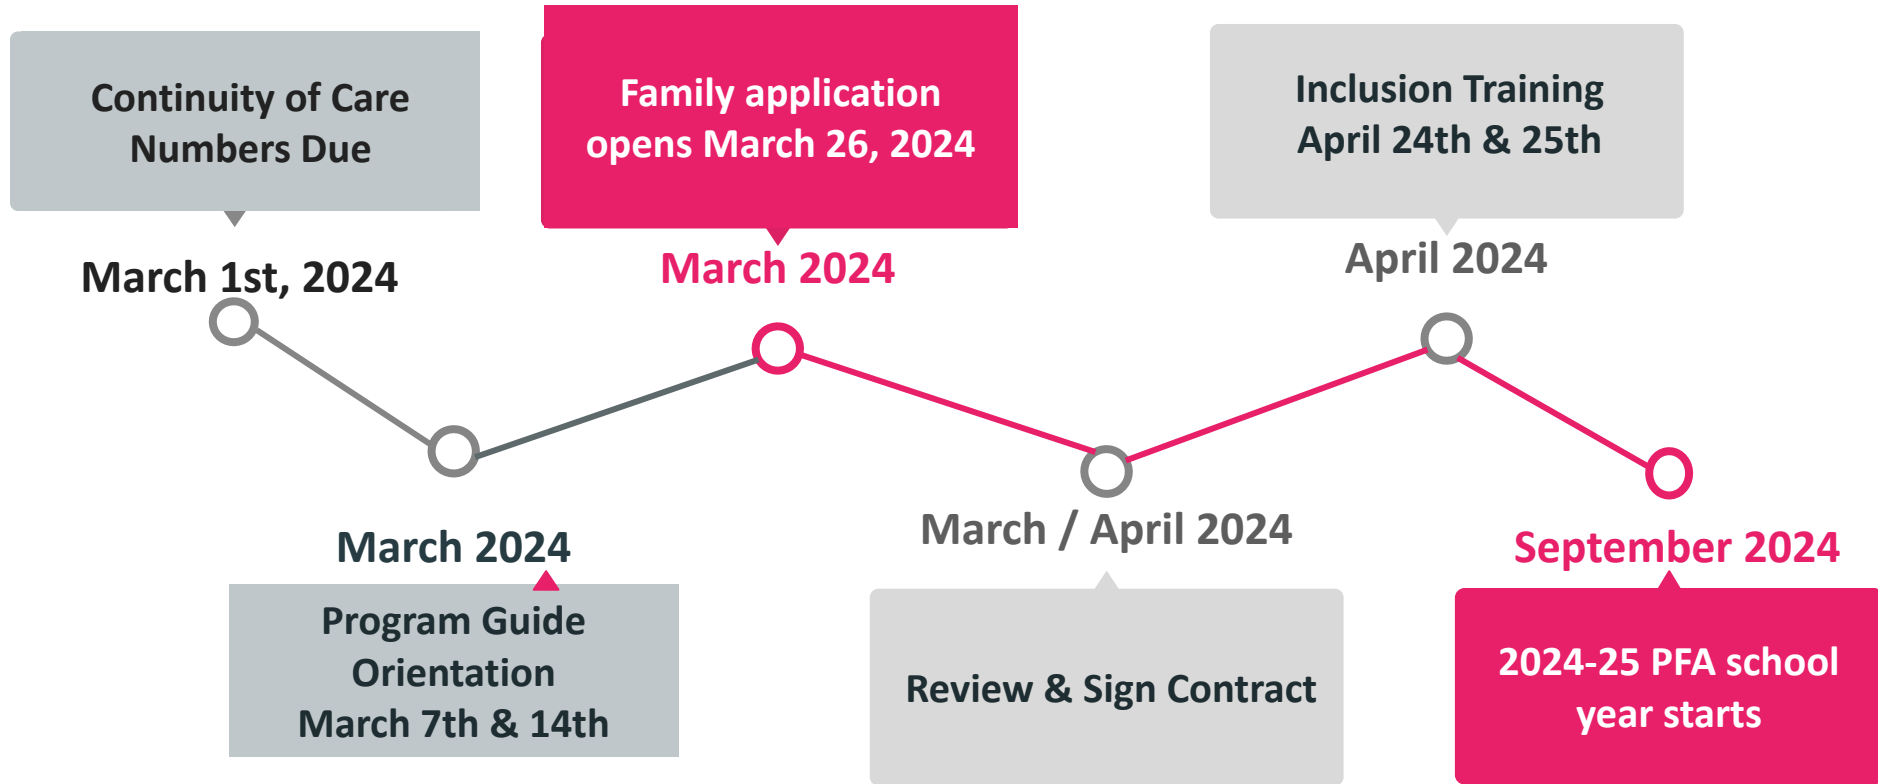 Continuity of Care
Numbers Due
March 1st, 2024
Program Guide
Orientation
March 7th & 14th
March 2024
Family application
opens March 26, 2024
March 2024
Review & Sign Contract
March / April 2024
Inclusion Training
April 24th & 25th
April 2024
2024-25 PFA school
year starts
September 2024